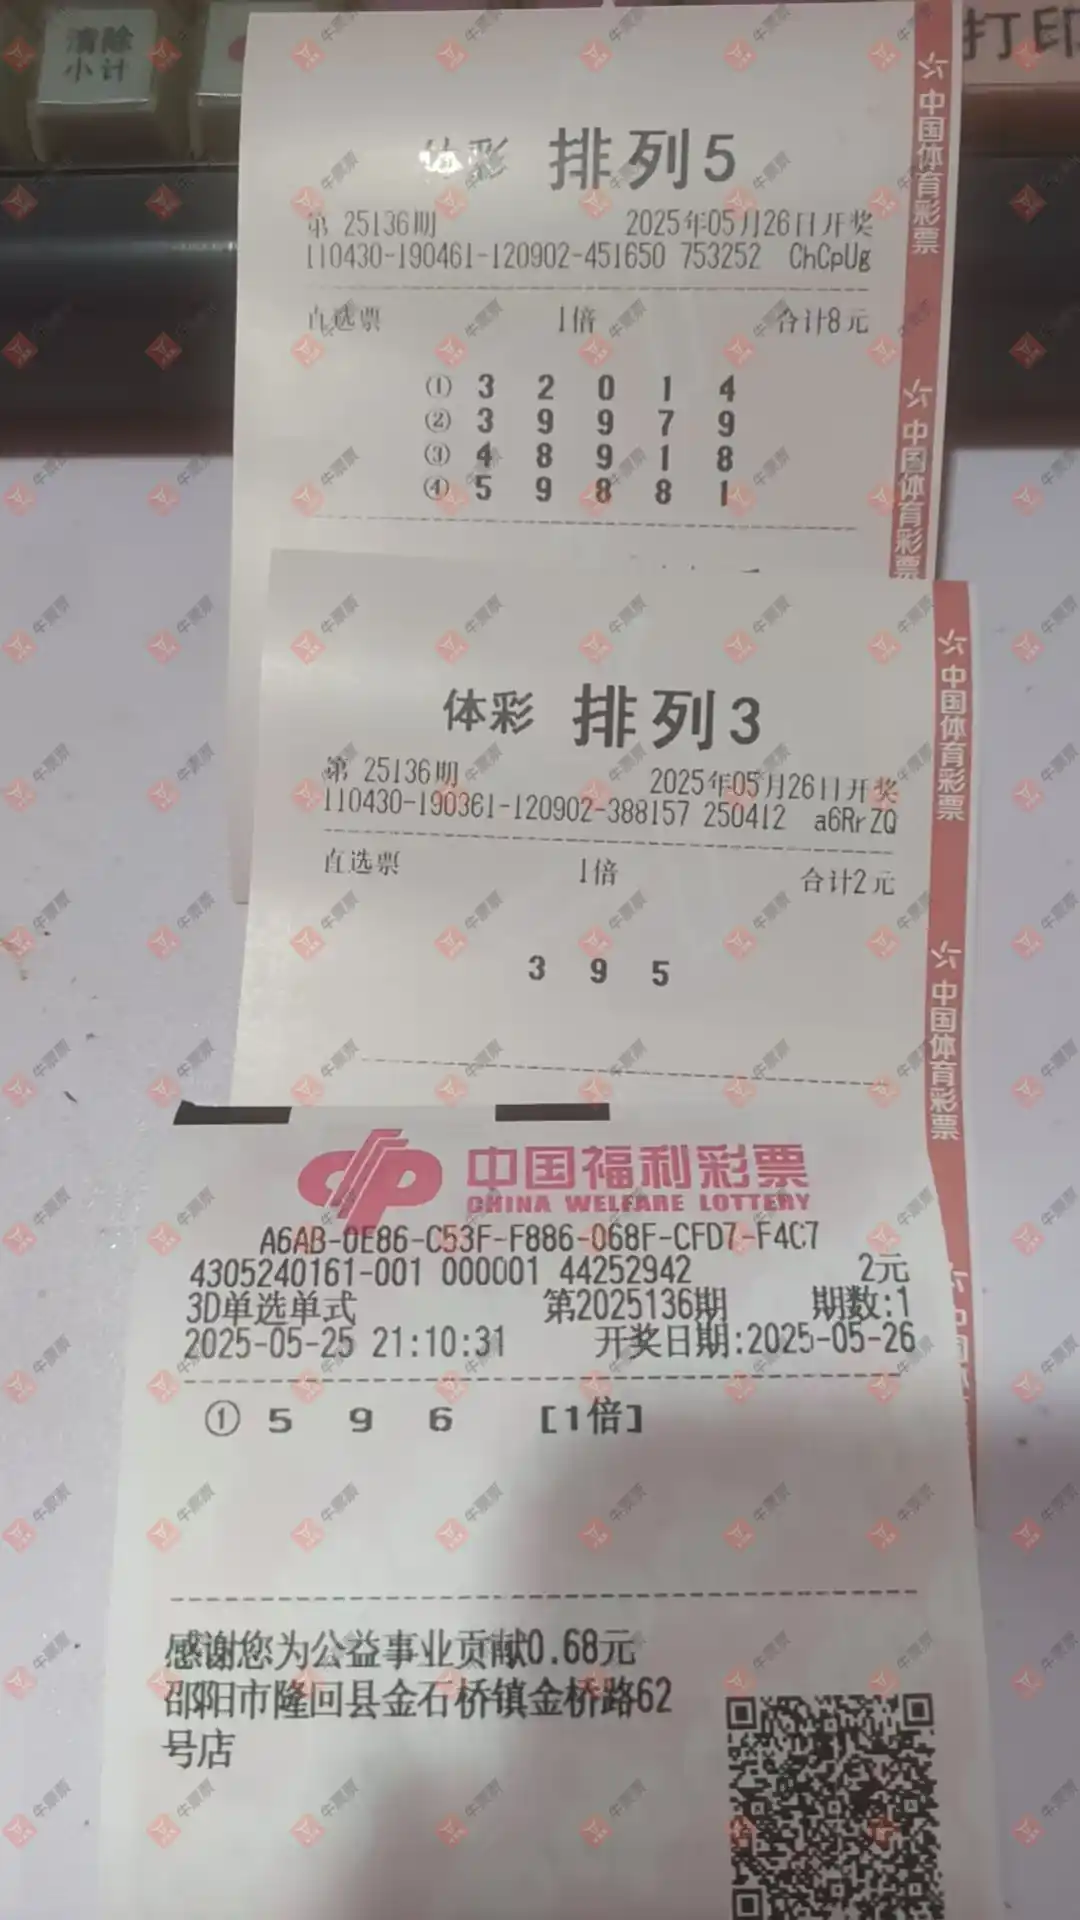 清除
小计
打印
中国体育彩票
体彩 排列5
第 25136期 2025年05月26日开奖
110430-190461-120902-451650 753252 ChCpUg
直选票 1倍 合计8元
① 3 2 0 1 4
② 3 9 9 7 9
③ 4 8 9 1 8
④ 5 9 8 8 1
中国体育彩票
体彩 排列3
第 25136期 2025年05月26日开奖
110430-190361-120902-388157 250412 a6RrZQ
直选票 1倍 合计2元
3 9 5
中国体育彩票
中国体育彩票
中国福利彩票
CHINA WELFARE LOTTERY
A6AB-0E86-C53F-F886-068F-CFD7-F4C7
4305240161-001 000001 44252942 2元
3D单选单式 第2025136期 期数:1
2025-05-25 21:10:31 开奖日期:2025-05-26
① 5 9 6 [1倍]
感谢您为公益事业贡献0.68元
邵阳市隆回县金石桥镇金桥路62
号店
牛票票